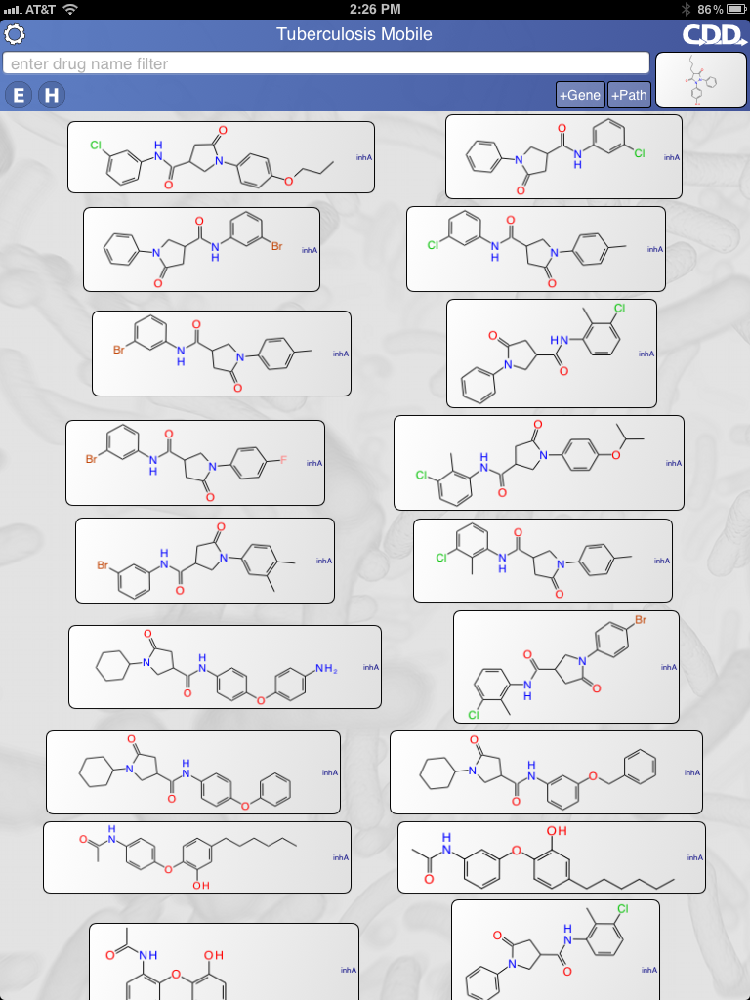 AT&T 2:26 PM 86%
Tuberculosis Mobile
CDD
enter drug name filter
E H +Gene +Path
Cl H N O O N O inhA
N O O N H Cl inhA
N O O N H Br inhA
Cl N H O N O inhA
Br N H O N O inhA
O N HN O Cl inhA
Br N H O N O F inhA
Cl H N O O N O inhA
Br H N O O N inhA
Cl N H O N O inhA
O N O H N O NH2 inhA
Cl N H O N O Br inhA
O N O H N O inhA
O N O H N O inhA
O H N O OH inhA
O H N O OH inhA
O NH O OH inhA
O N O H N Cl inhA